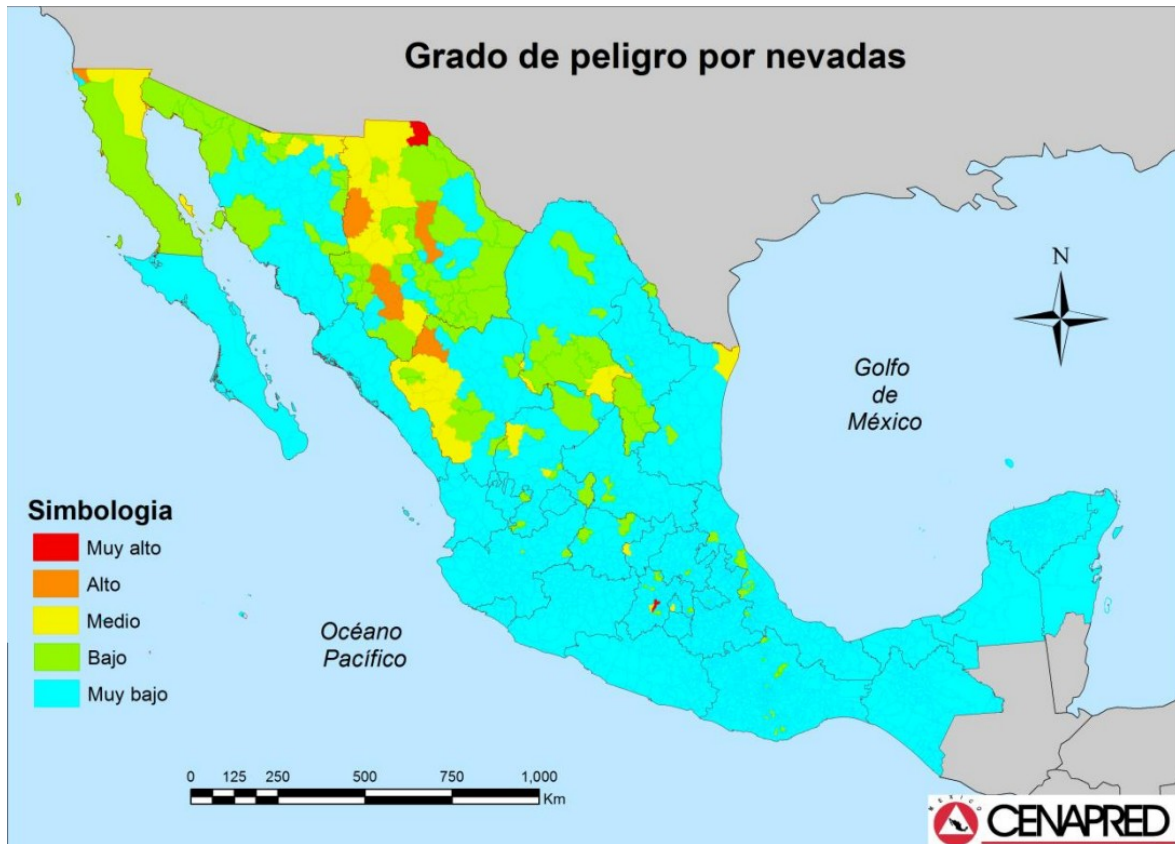 Grado de peligro por nevadas
N
Golfo
de
México
Simbologia
Muy alto
Alto
Medio
Bajo
Muy bajo
Océano
Pacífico
0 125 250 500 750 1,000
Km
MÉXICO
CENAPRED